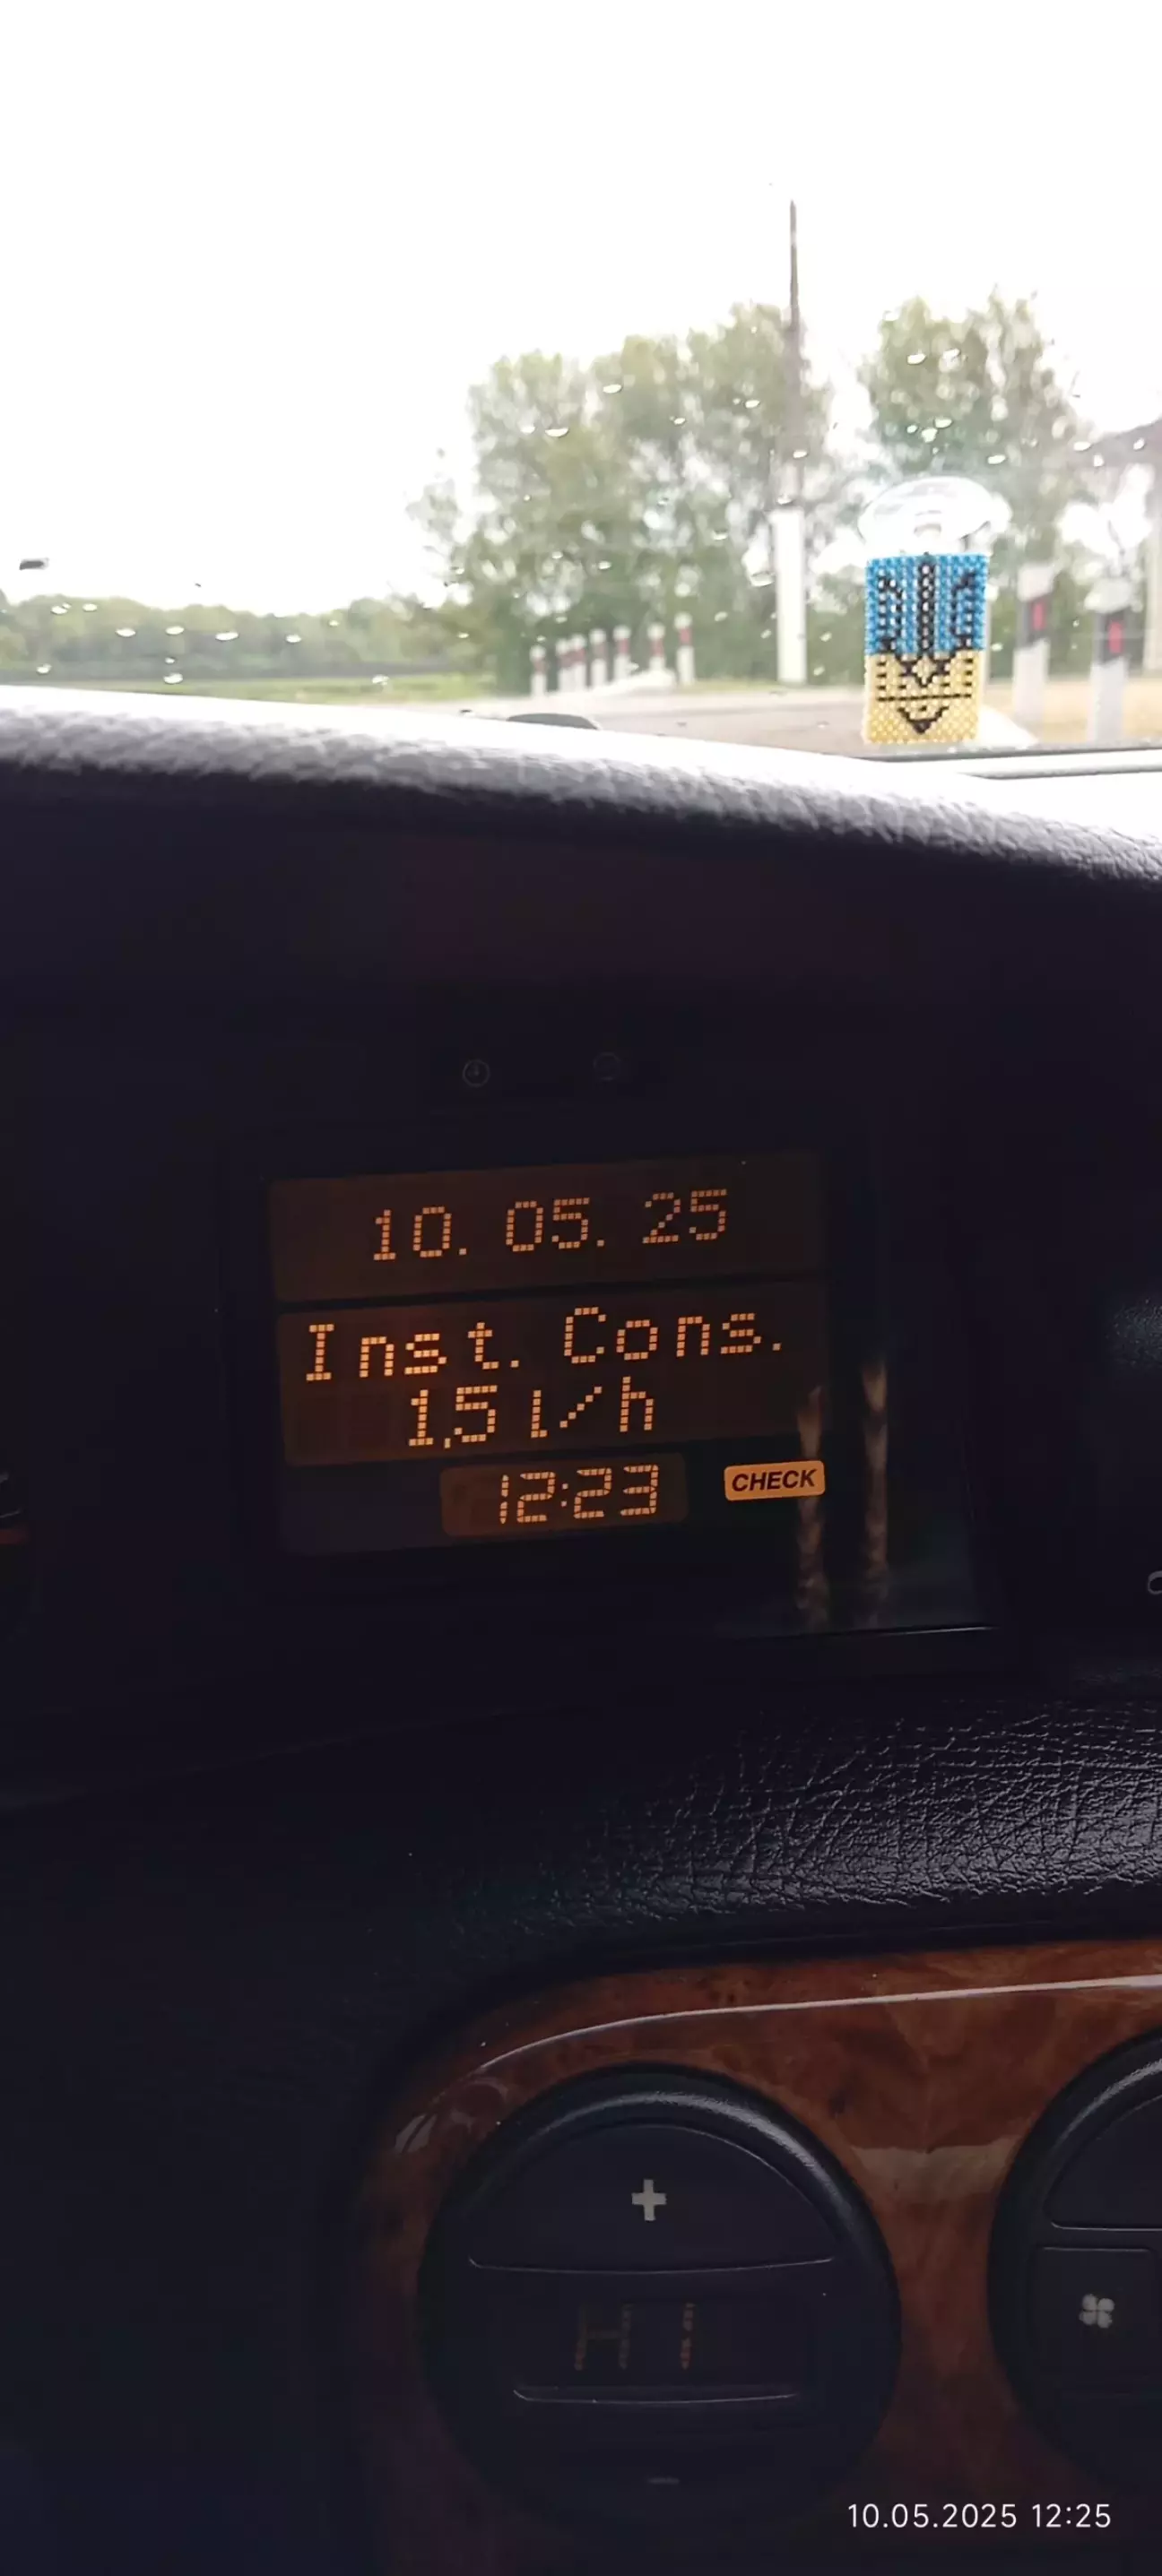 10. 05. 25
Inst. Cons.
1,5 l/h
12:23
CHECK
HI
10.05.2025 12:25